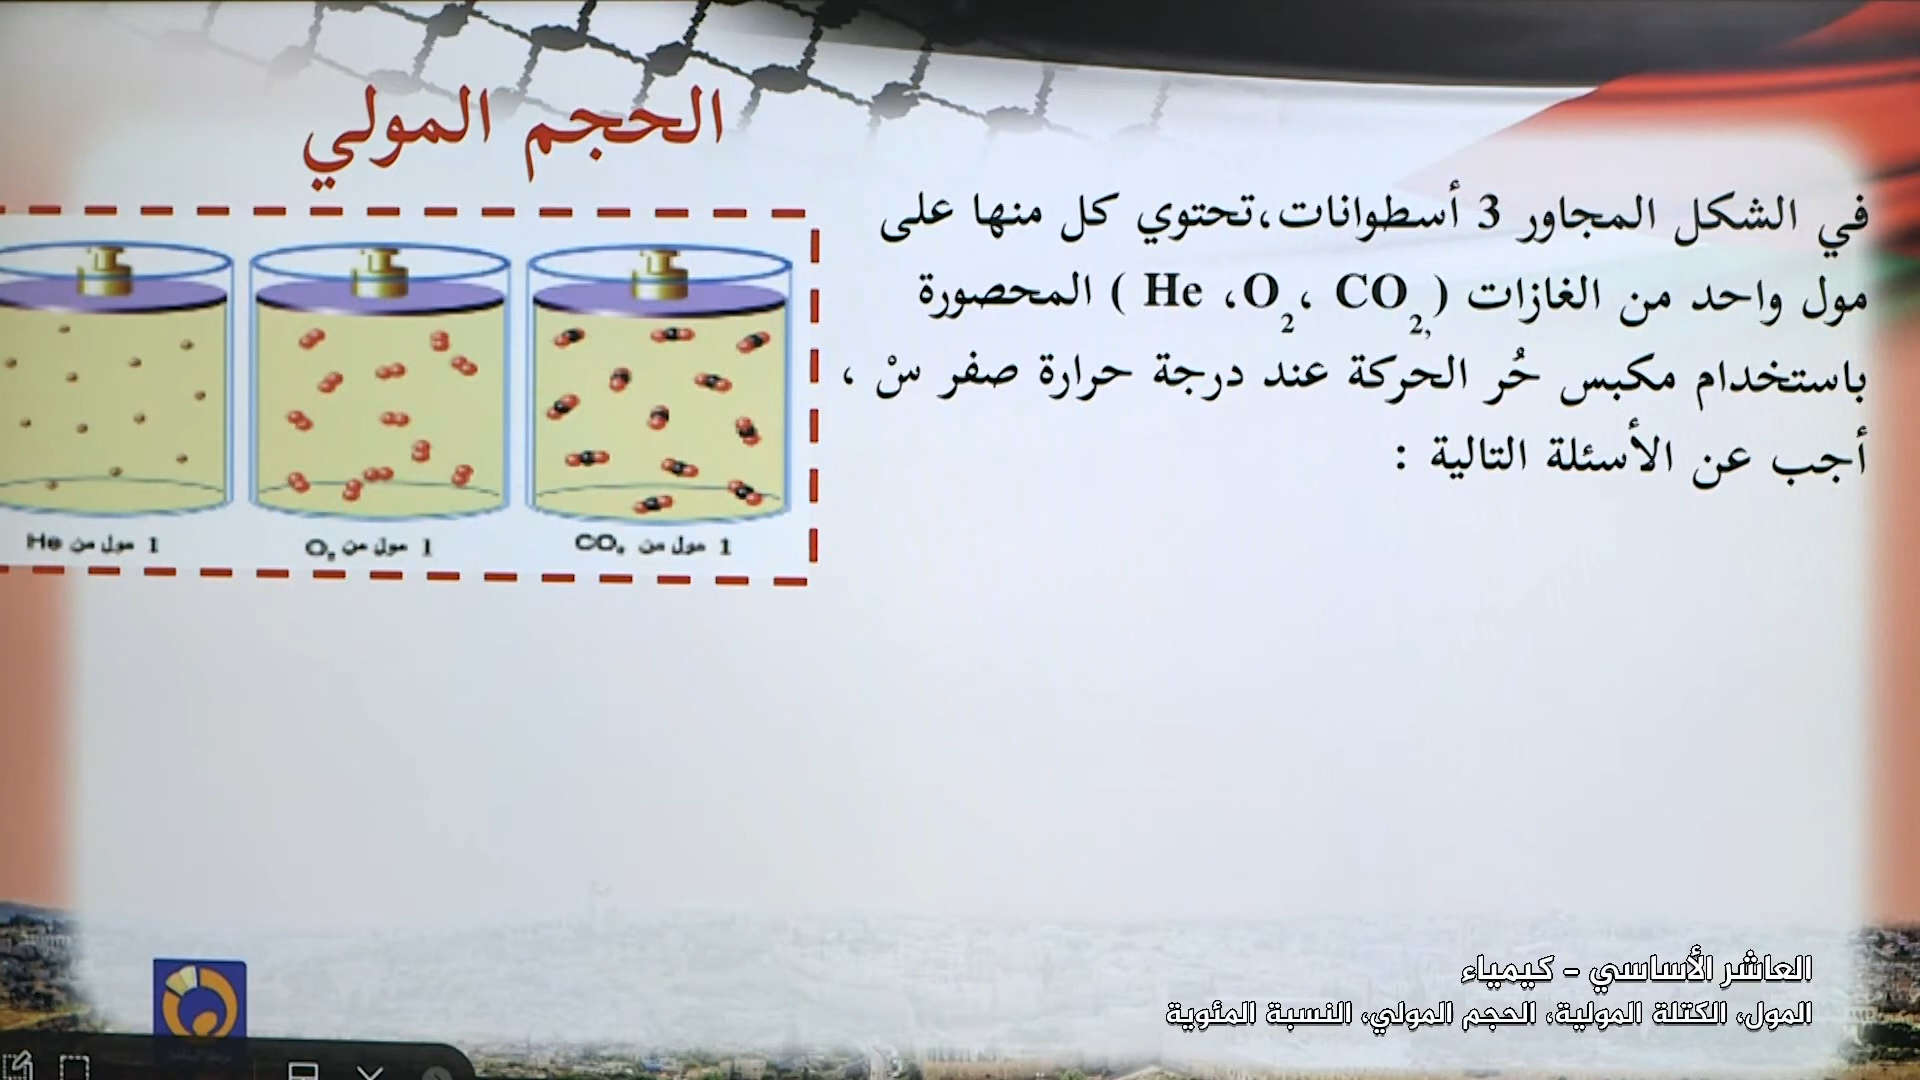 الحجم المولي
في الشكل المجاور 3 أسطوانات،تحتوي كل منها على
مول واحد من الغازات (He ،O2، CO2, ) المحصورة
باستخدام مكبس حُر الحركة عند درجة حرارة صفر سْ ،
أجب عن الأسئلة التالية :
1 مول من CO2
1 مول من O2
1 مول من He
العاشر الأساسي - كيمياء
المول، الكتلة المولية، الحجم المولي، النسبة المئوية